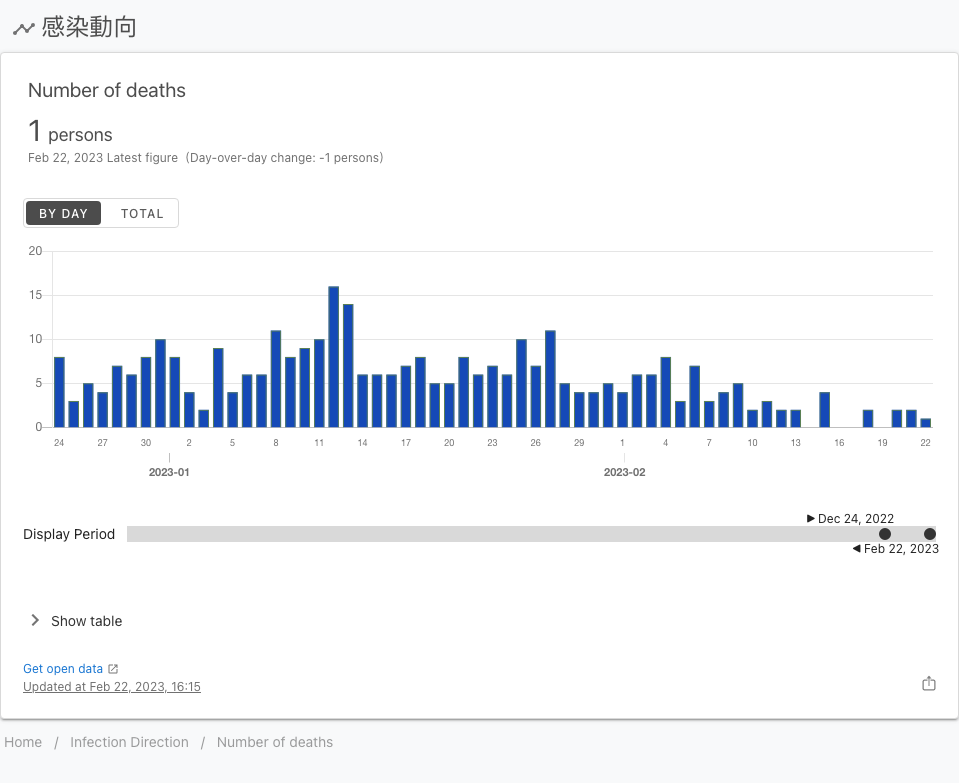 感染動向
Number of deaths
1 persons
Feb 22, 2023 Latest figure (Day-over-day change: -1 persons)
BY DAY TOTAL
20
15
10
5
0
24 27 30 2 5 8 11 14 17 20 23 26 29 1 4 7 10 13 16 19 22
2023-01 2023-02
Dec 24, 2022
Display Period
Feb 22, 2023
Show table
Get open data
Updated at Feb 22, 2023, 16:15
Home / Infection Direction / Number of deaths